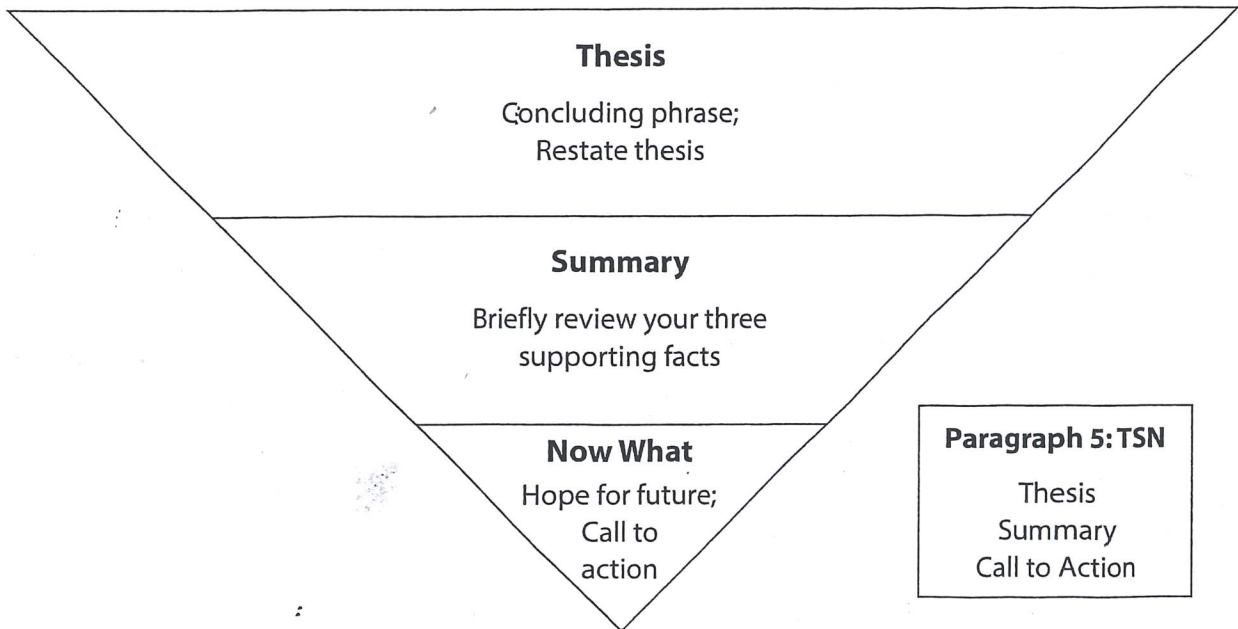 Thesis
Concluding phrase;
Restate thesis
Summary
Briefly review your three
supporting facts
Now What
Hope for future;
Call to
action
Paragraph 5: TSN
Thesis
Summary
Call to Action